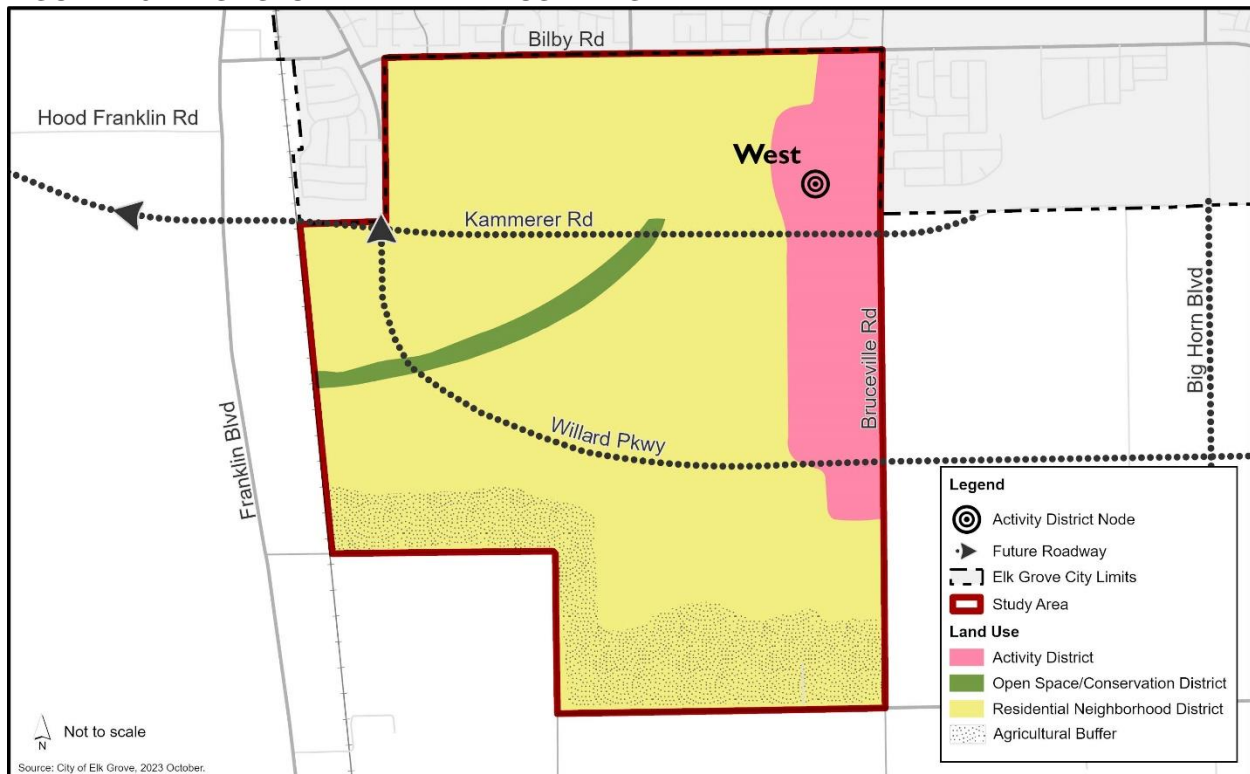 Bilby Rd
Hood Franklin Rd
West
Kammerer Rd
Bruceville Rd
Big Horn Blvd
Franklin Blvd
Willard Pkwy
Legend
Activity District Node
Future Roadway
Elk Grove City Limits
Study Area
Land Use
Activity District
Open Space/Conservation District
Residential Neighborhood District
Agricultural Buffer
N
Not to scale
Source: City of Elk Grove, 2023 October.